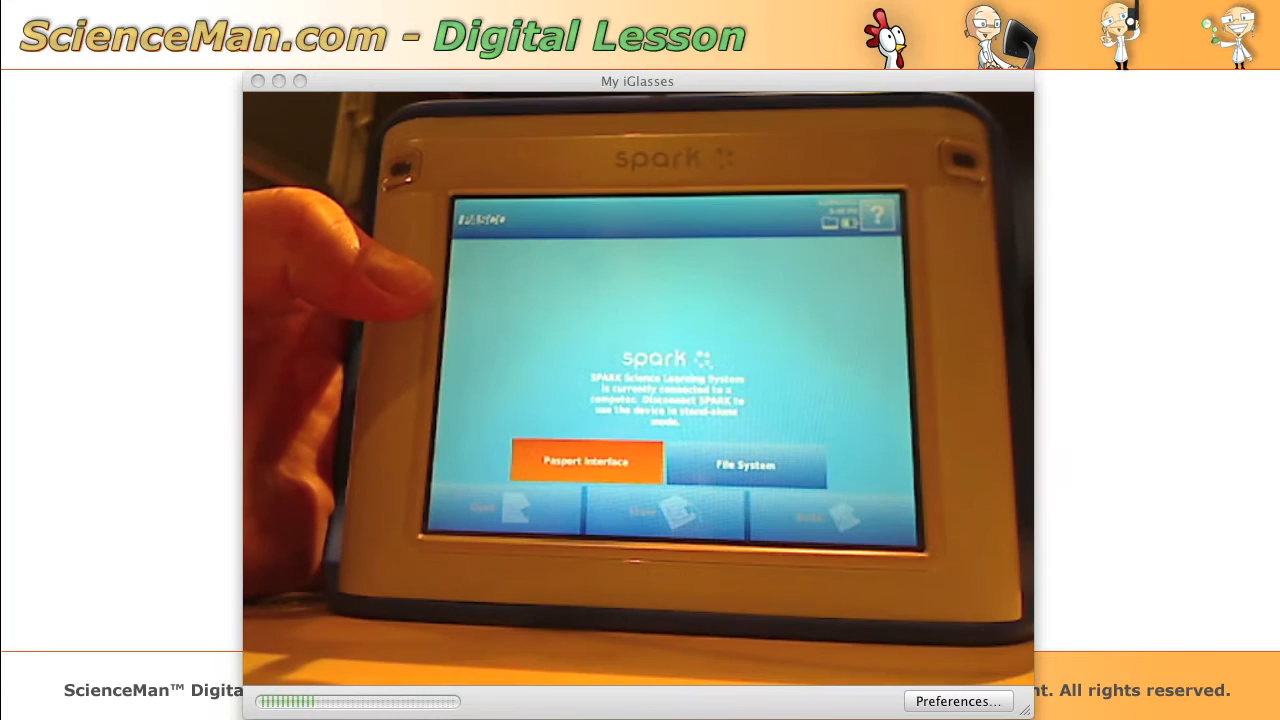 ScienceMan.com - Digital Lesson
My iGlasses
spark
PASCO
?
spark
SPARK Science Learning System
is currently connected to a
computer. Disconnect SPARK to
use the device in stand-alone
mode.
Pasport Interface
File System
ScienceMan™ Digita
nt. All rights reserved.
Preferences...